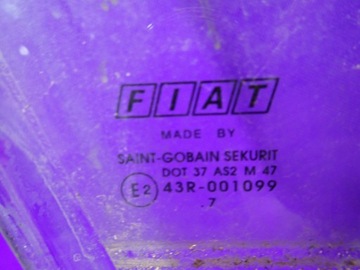 FIAT
MADE BY
SAINT-GOBAIN SEKURIT
DOT 37 AS2 M 47
E2 43R-001099
.7